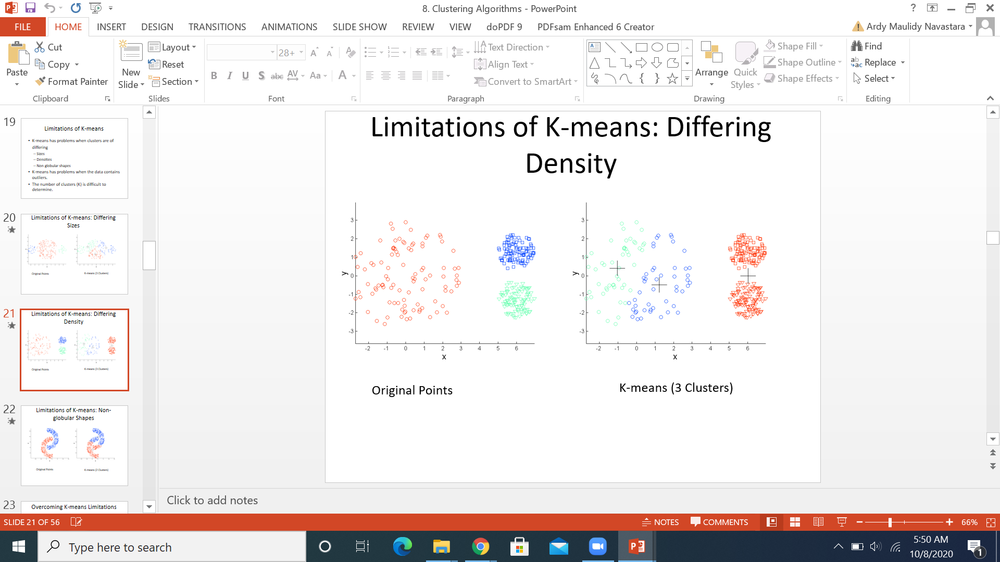 8. Clustering Algorithms - PowerPoint
?
FILE
HOME
INSERT
DESIGN
TRANSITIONS
ANIMATIONS
SLIDE SHOW
REVIEW
VIEW
doPDF 9
PDFsam Enhanced 6 Creator
Ardy Maulidy Navastara
Paste
Cut
Copy
Format Painter
Clipboard
New
Slide
Layout
Reset
Section
Slides
28+
B I U S abc AV Aa A
Font
Text Direction
Align Text
Convert to SmartArt
Paragraph
Arrange
Quick
Styles
Shape Fill
Shape Outline
Shape Effects
Drawing
Find
Replace
Select
Editing
19
Limitations of K-means
• K-means has problems when clusters are of
differing
– Sizes
– Densities
– Non-globular shapes
• K-means has problems when the data contains
outliers.
• The number of clusters (K) is difficult to
determine.
20
Limitations of K-means: Differing
Sizes
Original Points
K-means (3 Clusters)
21
Limitations of K-means: Differing
Density
Original Points
K-means (3 Clusters)
22
Limitations of K-means: Non-
globular Shapes
Original Points
K-means (2 Clusters)
23
Overcoming K-means Limitations
Limitations of K-means: Differing
Density
3
2
1
0
-1
-2
-3
y
-2 -1 0 1 2 3 4 5 6
x
Original Points
3
2
1
0
-1
-2
-3
y
-2 -1 0 1 2 3 4 5 6
x
K-means (3 Clusters)
Click to add notes
SLIDE 21 OF 56
NOTES
COMMENTS
66%
Type here to search
5:50 AM
10/8/2020
1